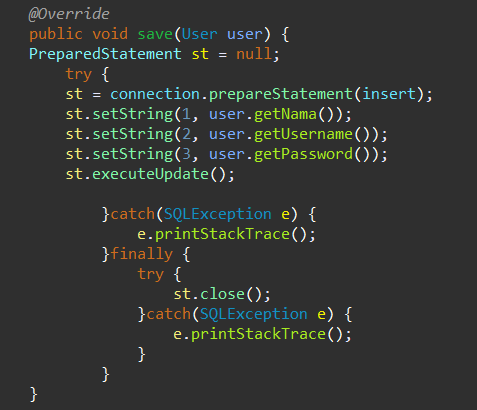 @Override
public void save(User user) {
PreparedStatement st = null;
try {
st = connection.prepareStatement(insert);
st.setString(1, user.getNama());
st.setString(2, user.getUsername());
st.setString(3, user.getPassword());
st.executeUpdate();
}catch(SQLException e) {
e.printStackTrace();
}finally {
try {
st.close();
}catch(SQLException e) {
e.printStackTrace();
}
}
}